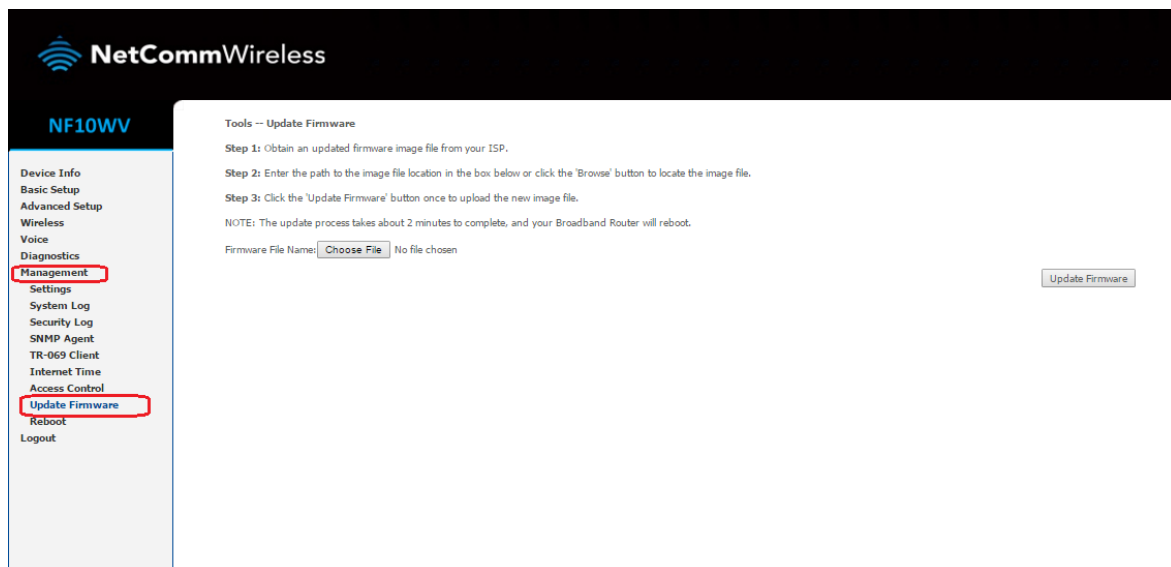 NetCommWireless
NF10WV
Device Info
Basic Setup
Advanced Setup
Wireless
Voice
Diagnostics
Management
Settings
System Log
Security Log
SNMP Agent
TR-069 Client
Internet Time
Access Control
Update Firmware
Reboot
Logout
Tools -- Update Firmware
Step 1: Obtain an updated firmware image file from your ISP.
Step 2: Enter the path to the image file location in the box below or click the 'Browse' button to locate the image file.
Step 3: Click the 'Update Firmware' button once to upload the new image file.
NOTE: The update process takes about 2 minutes to complete, and your Broadband Router will reboot.
Firmware File Name: Choose File No file chosen
Update Firmware